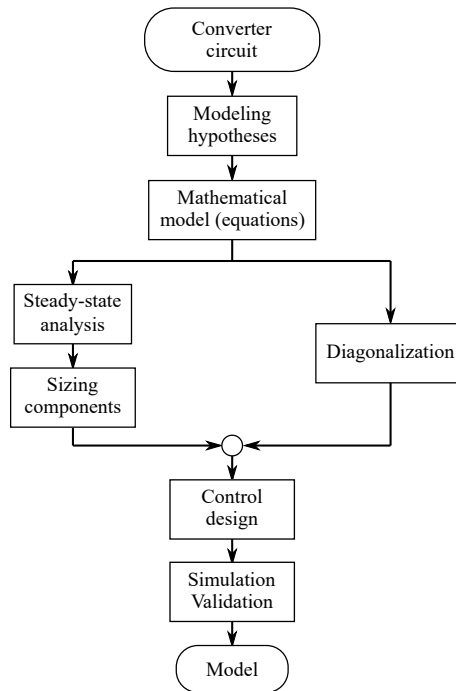 Converter
circuit
Modeling
hypotheses
Mathematical
model (equations)
Steady-state
analysis
Sizing
components
Diagonalization
Control
design
Simulation
Validation
Model